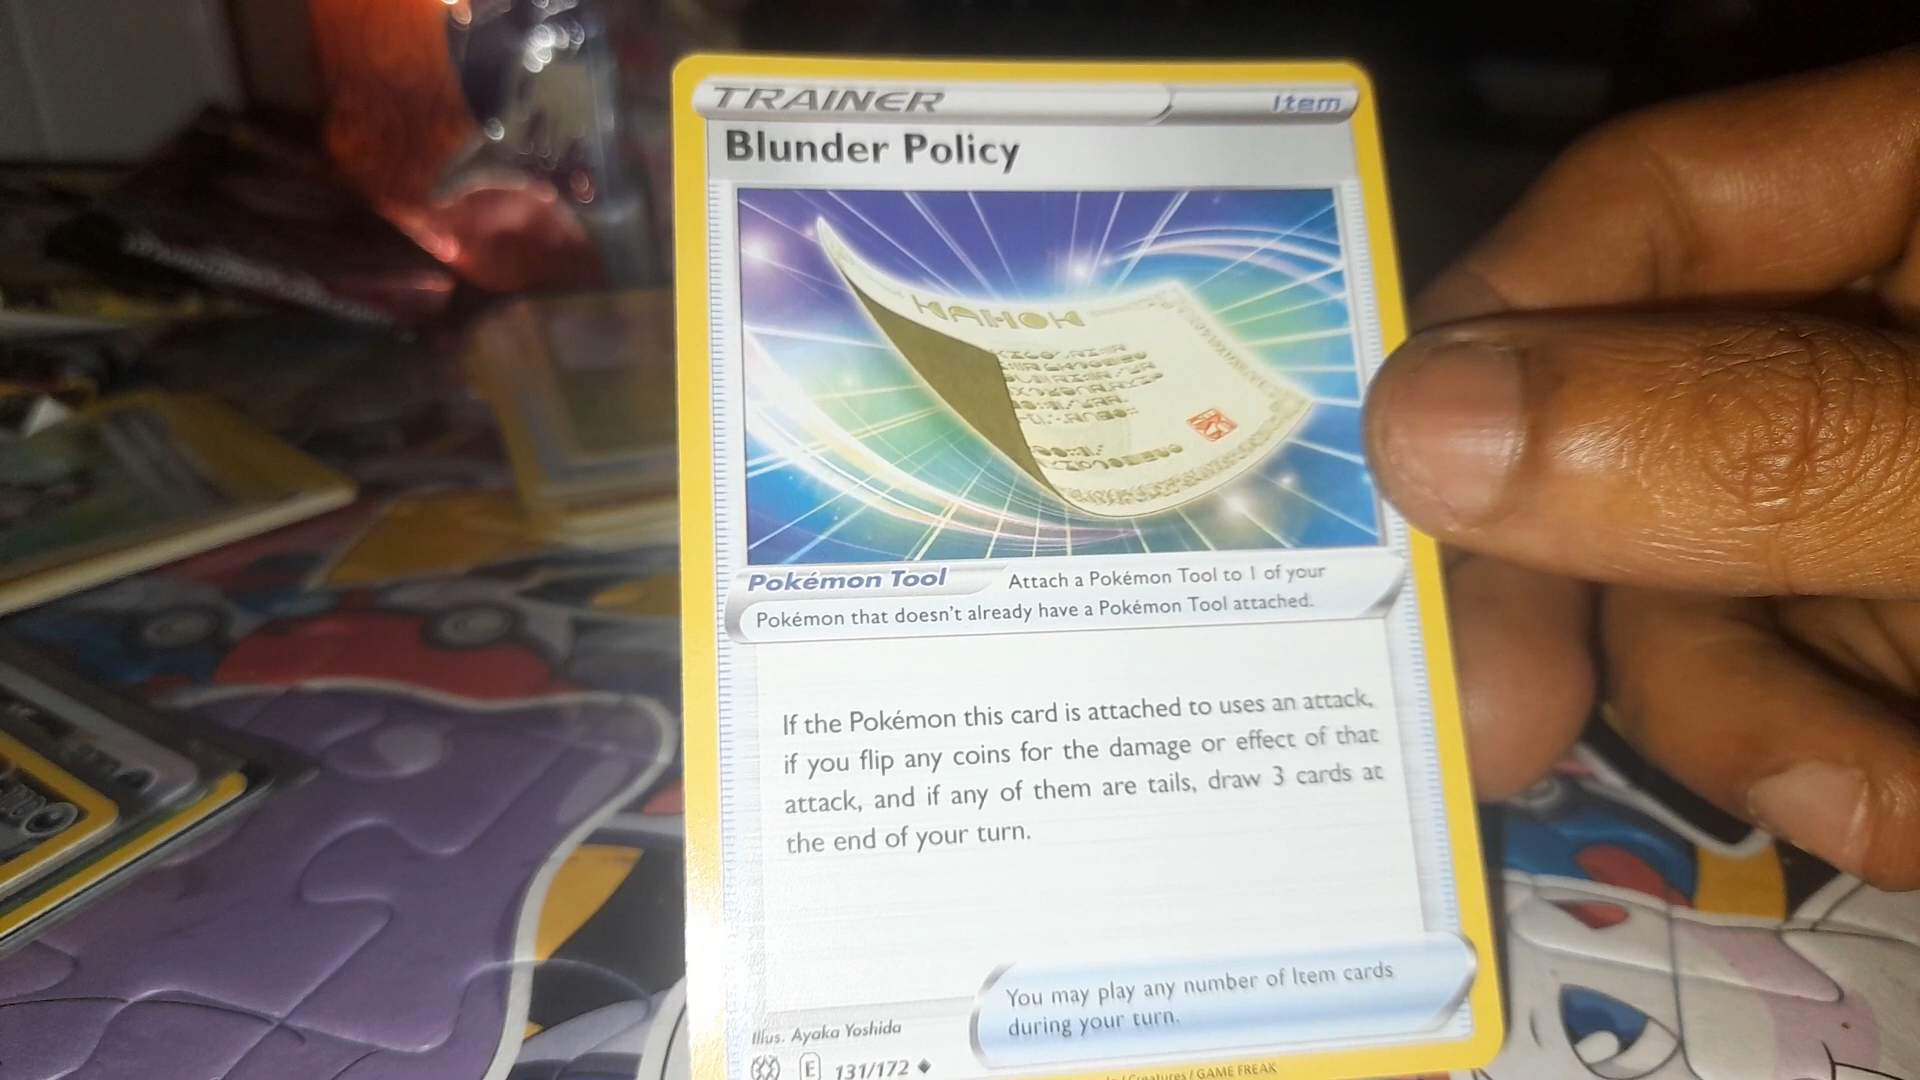 TRAINER
Item
Blunder Policy
Pokémon Tool
Attach a Pokémon Tool to 1 of your
Pokémon that doesn't already have a Pokémon Tool attached.
If the Pokémon this card is attached to uses an attack,
if you flip any coins for the damage or effect of that
attack, and if any of them are tails, draw 3 cards at
the end of your turn.
You may play any number of Item cards
during your turn.
Illus. Ayaka Yoshida
E 131/172
/ Creatures / GAME FREAK